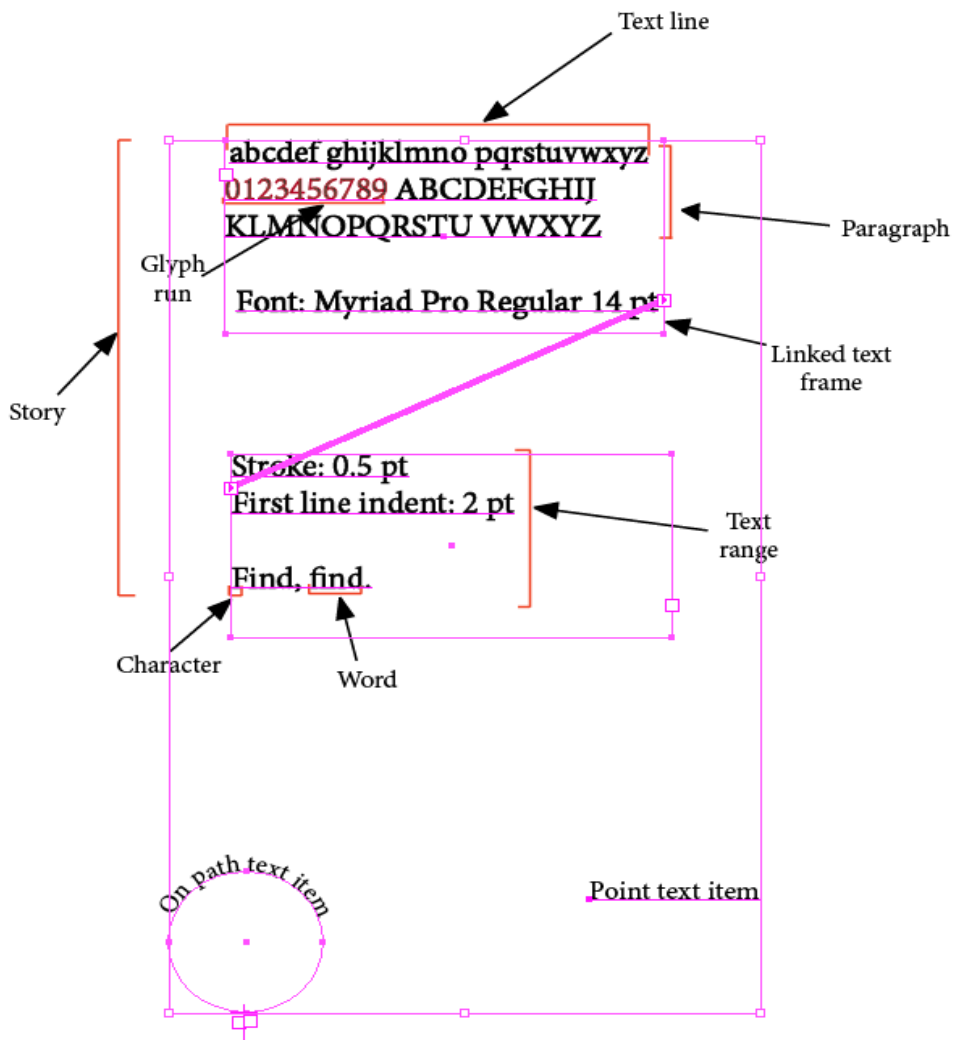 Text line
abcdef ghijklmno pqrstuvwxyz
0123456789 ABCDEFGHIJ
KLMNOPQRSTU VWXYZ
Paragraph
Glyph
run
Font: Myriad Pro Regular 14 pt
Linked text
frame
Story
Stroke: 0.5 pt
First line indent: 2 pt
Text
range
Find, find.
Character
Word
On path text item
Point text item